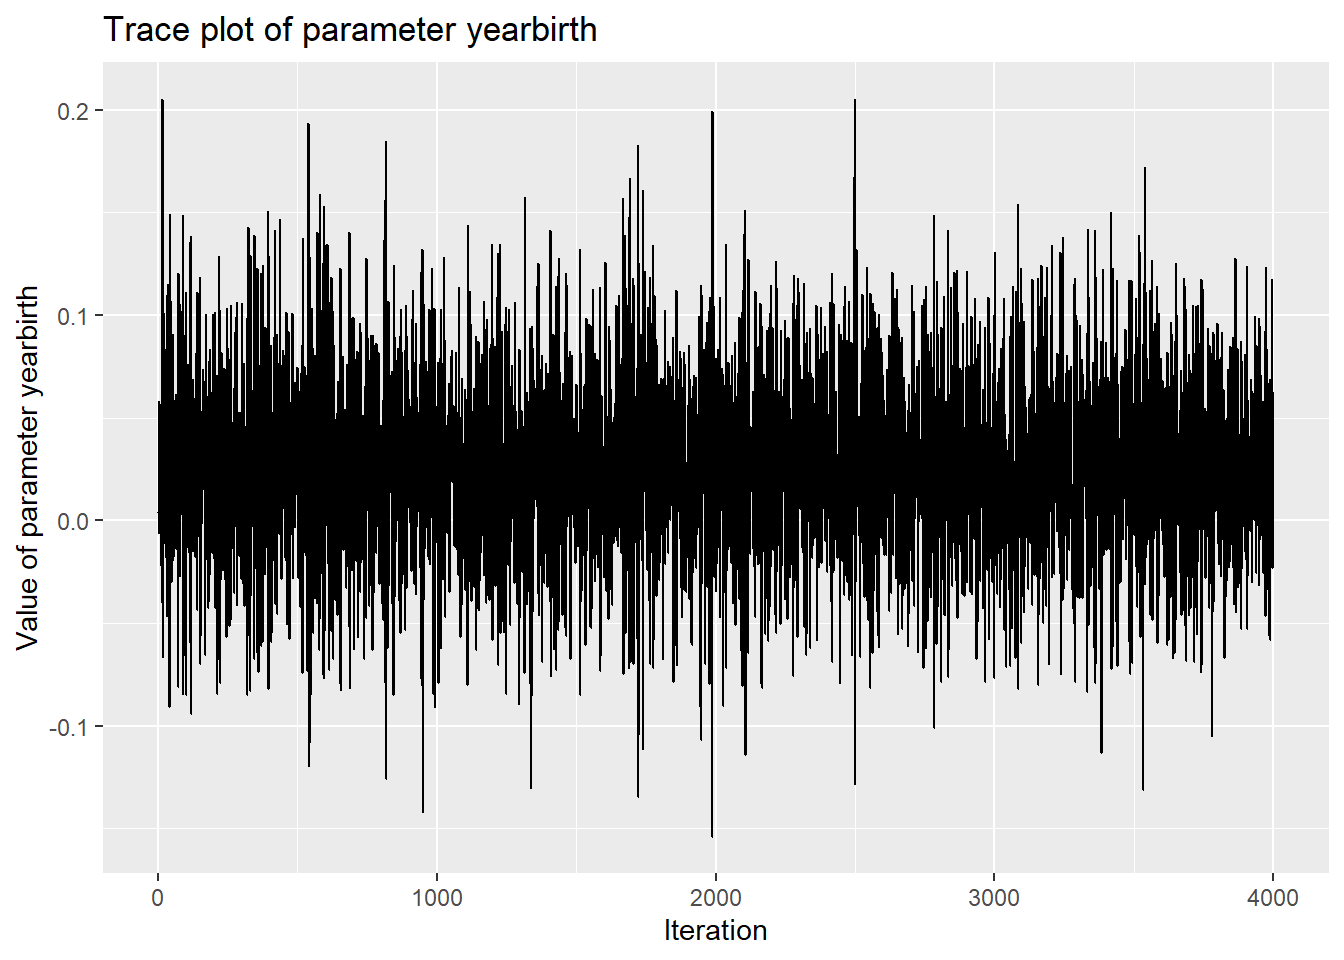 Trace plot of parameter yearbirth
Value of parameter yearbirth
0.2
0.1
0.0
-0.1
0 1000 2000 3000 4000
Iteration